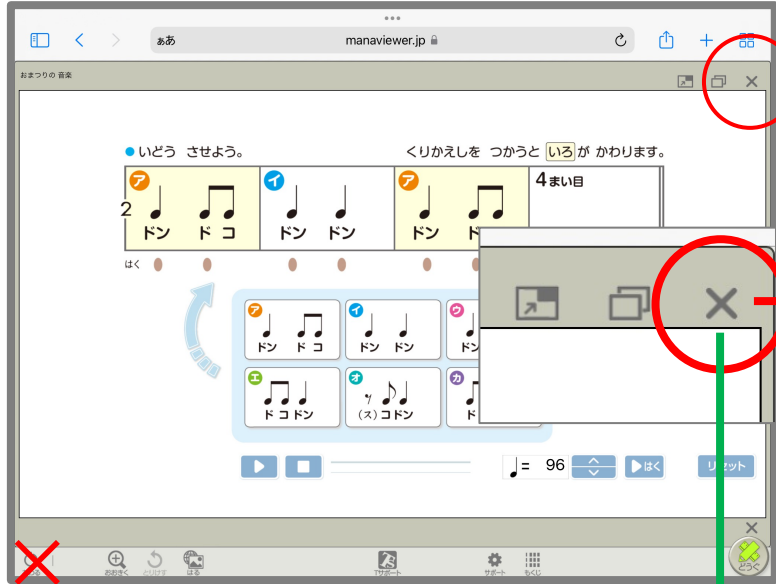 ぁあ
manaviewer.jp
おまつりの 音楽
いどう させよう。
くりかえしを つかうと いろ が かわります。
ア
イ
ア
4まい目
2
ドン ド コ
ドン ドン
ドン
はく
ア
イ
ウ
ドン ド コ
ドン ドン
エ
オ
カ
ド コ ドン
(ス) コ ドン
= 96
はく
リセット
おおきく
とりけす
はる
Tサポート
サポート
もくじ
どうぐ